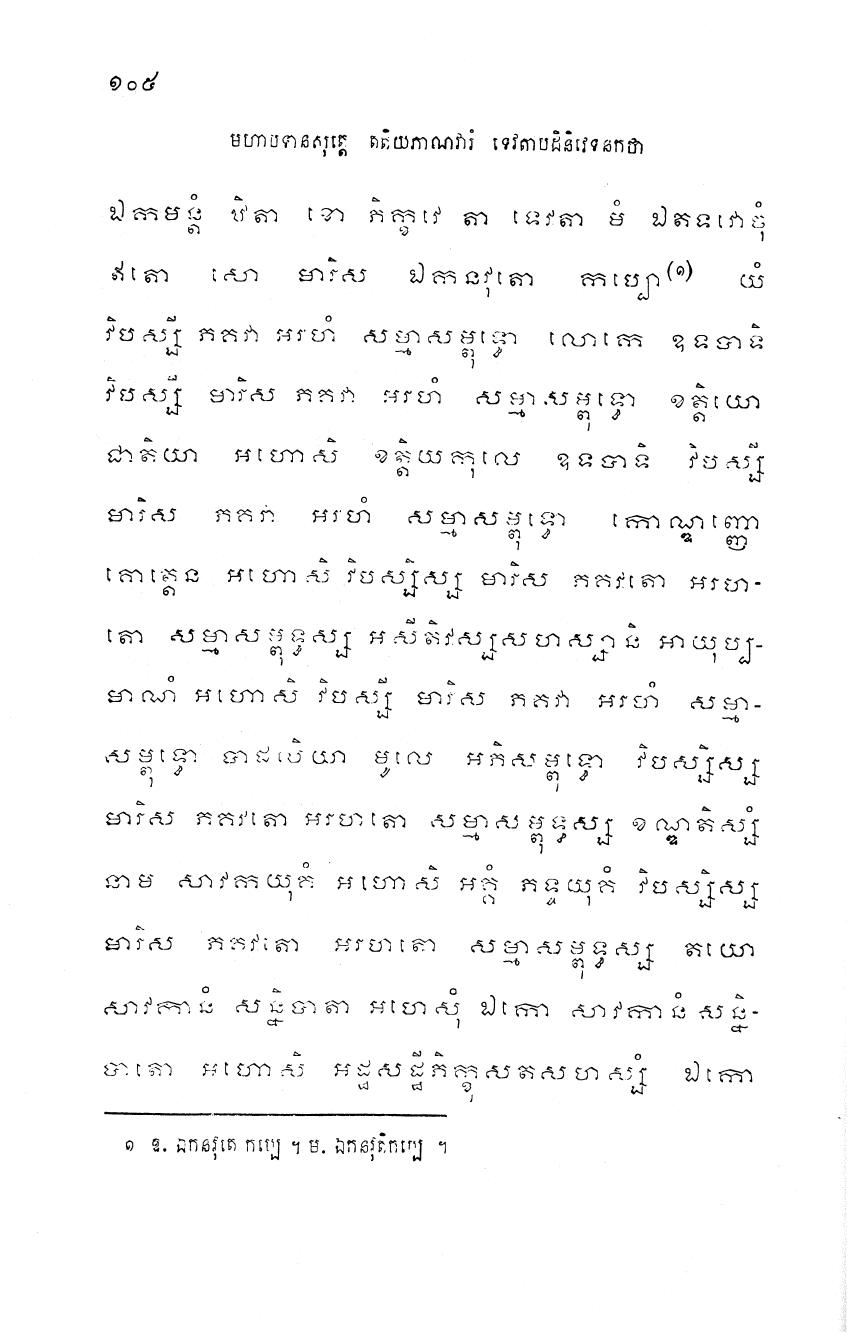 ១០៥
មហាបទានសុត្តេ តតិយភាណវារំ ទេវតាបដិនិវេទនកថា
ឯកមន្តំ ឋិតា ខោ ភិក្ខវេ តា ទេវតា មំ ឯតទវោចុំ
ឥតោ សោ មារិស ឯកនវុតោ កប្បោ(១) យំ
វិបស្សី ភគវា អរហំ សម្មាសម្ពុទ្ធោ លោកេ ឧទបាទិ
វិបស្សី មារិស ភគវា អរហំ សម្មាសម្ពុទ្ធោ ខត្តិយោ
ជាតិយា អហោសិ ខត្តិយកុលេ ឧទបាទិ វិបស្សី
មារិស ភគវា អរហំ សម្មាសម្ពុទ្ធោ កោណ្ឌញ្ញោ
គោត្តេន អហោសិ វិបស្សិស្ស មារិស ភគវតោ អរហ-
តោ សម្មាសម្ពុទ្ធស្ស អសីតិវស្សសហស្សានិ អាយុប្ប-
មាណំ អហោសិ វិបស្សី មារិស ភគវា អរហំ សម្មា-
សម្ពុទ្ធោ បាដលិយា មូលេ អភិសម្ពុទ្ធោ វិបស្សិស្ស
មារិស ភគវតោ អរហតោ សម្មាសម្ពុទ្ធស្ស ខណ្ឌតិស្សំ
នាម សាវកយុគំ អហោសិ អគ្គំ ភទ្ទយុគំ វិបស្សិស្ស
មារិស ភគវតោ អរហតោ សម្មាសម្ពុទ្ធស្ស តយោ
សាវកានំ សន្និបាតា អហេសុំ ឯកោ សាវកានំ សន្និ-
បាតោ អហោសិ អដ្ឋសដ្ឋីភិក្ខុសតសហស្សំ ឯកោ
១ ឱ. ឯកនវុតេ កប្បេ ។ ម. ឯកនវុតិកប្បេ ។